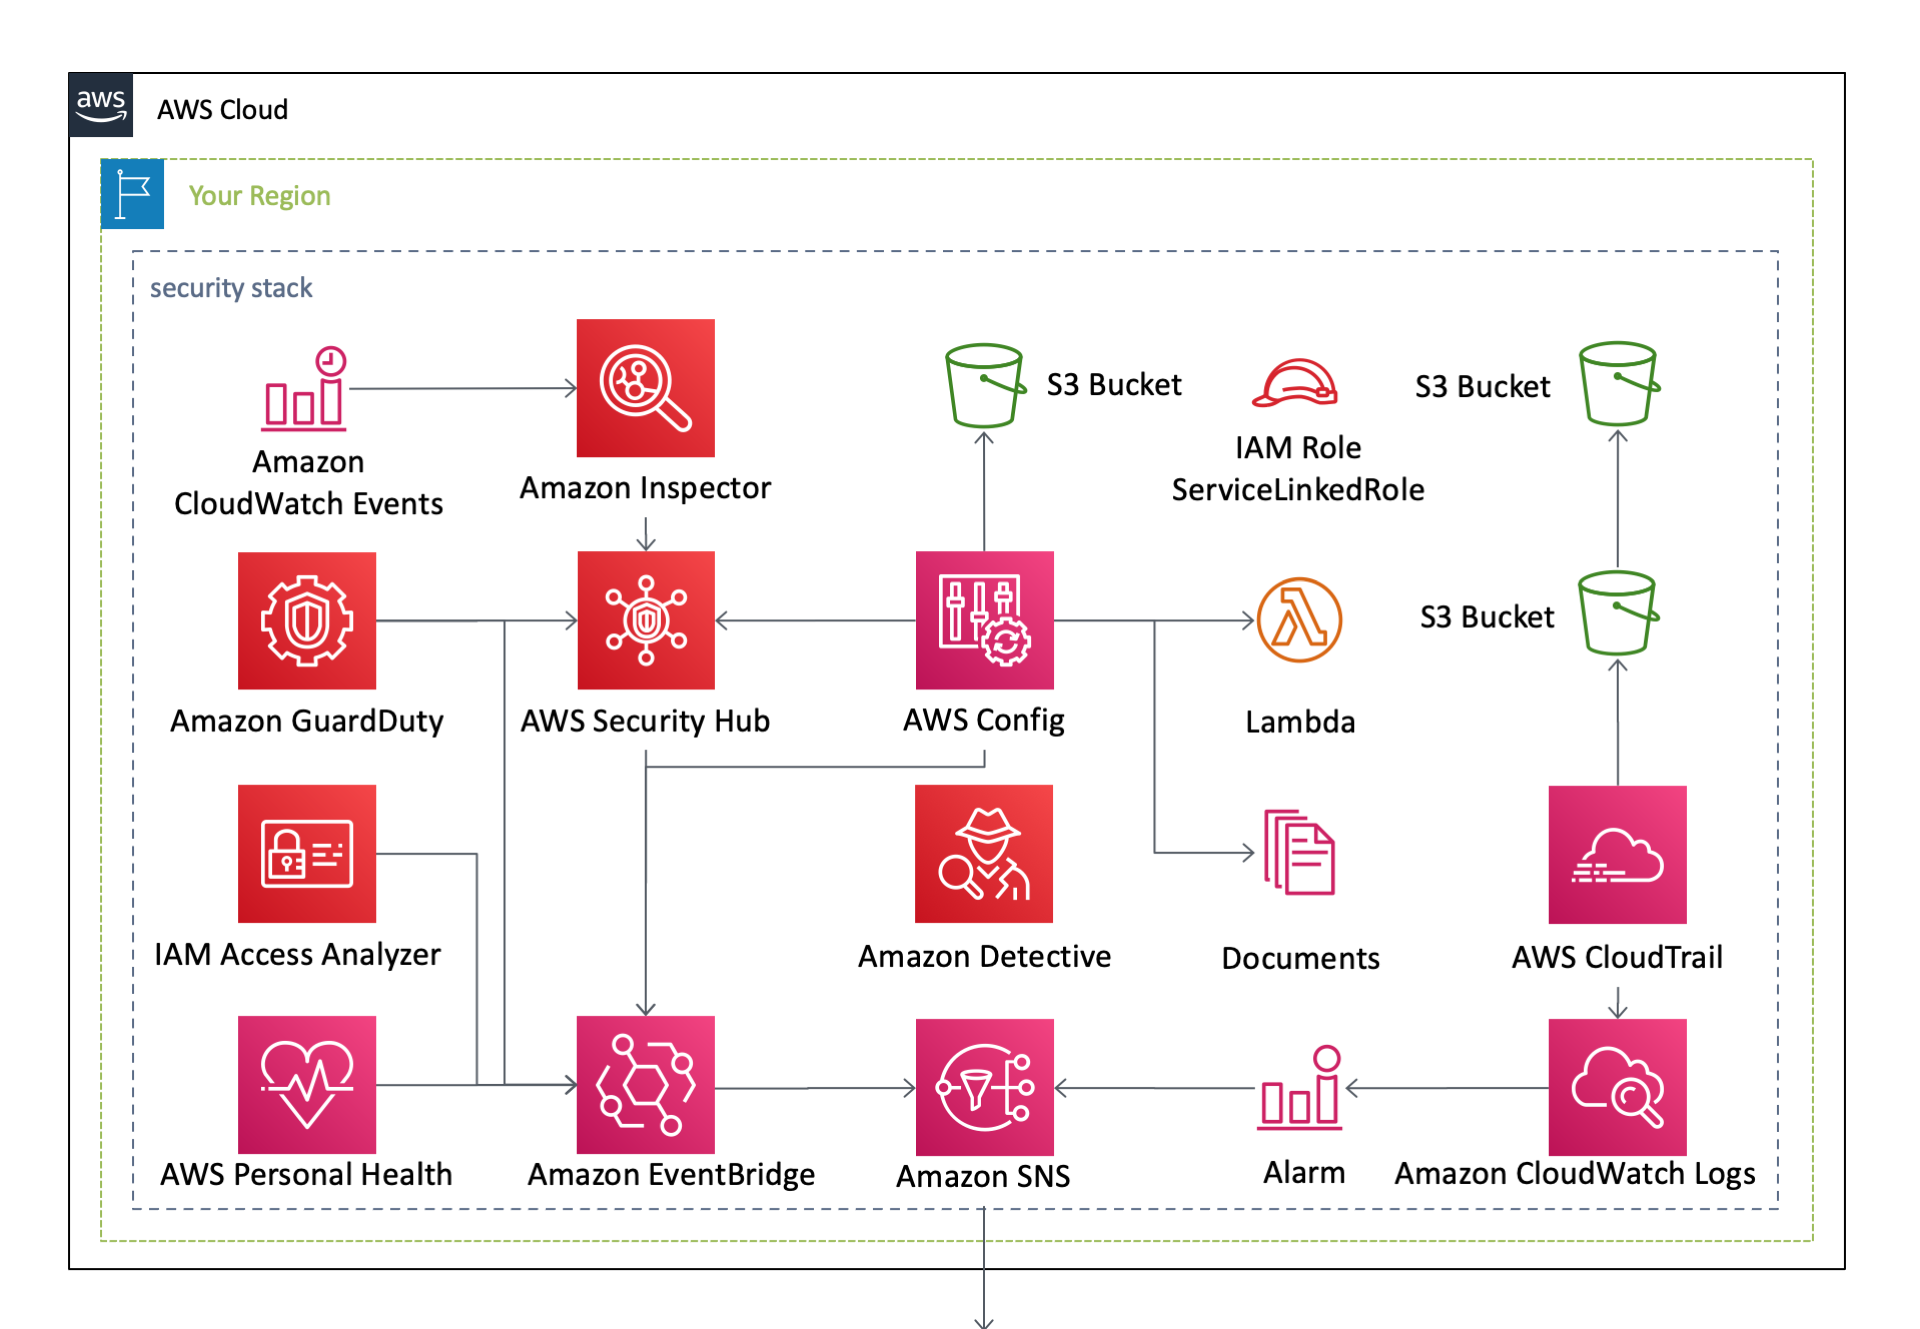 aws
AWS Cloud
Your Region
security stack
Amazon
CloudWatch Events
Amazon Inspector
S3 Bucket
IAM Role
ServiceLinkedRole
S3 Bucket
Amazon GuardDuty
AWS Security Hub
AWS Config
Lambda
S3 Bucket
IAM Access Analyzer
Amazon Detective
Documents
AWS CloudTrail
AWS Personal Health
Amazon EventBridge
Amazon SNS
Alarm
Amazon CloudWatch Logs